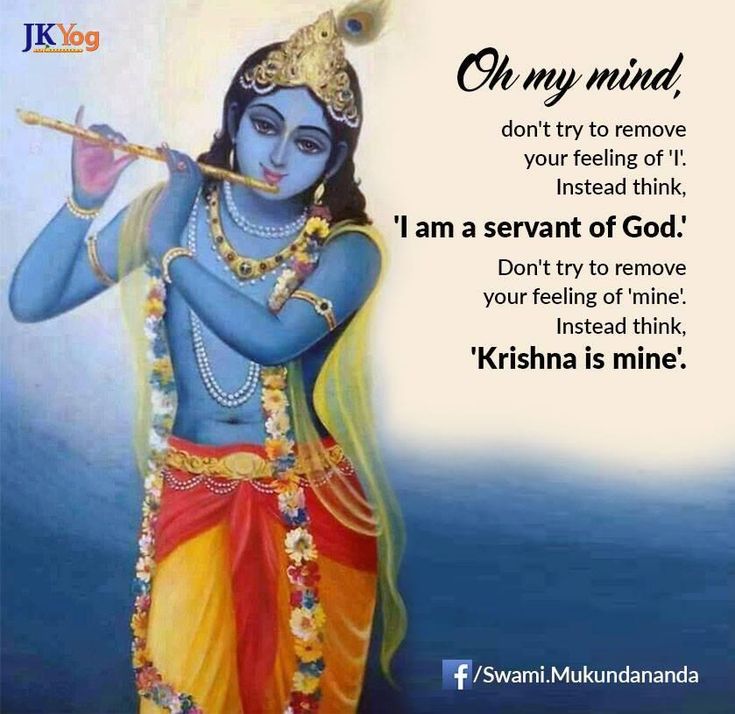 JKYog
Oh my mind,
don't try to remove
your feeling of 'I'.
Instead think,
'I am a servant of God.'
Don't try to remove
your feeling of 'mine'.
Instead think,
'Krishna is mine'.
f/Swami.Mukundananda